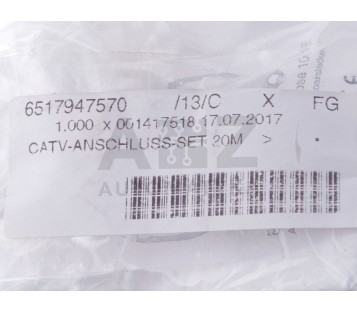 6517947570 /13/C X FG
1.000 x 001417518 17.07.2017
CATV-ANSCHLUSS-SET 20M > *